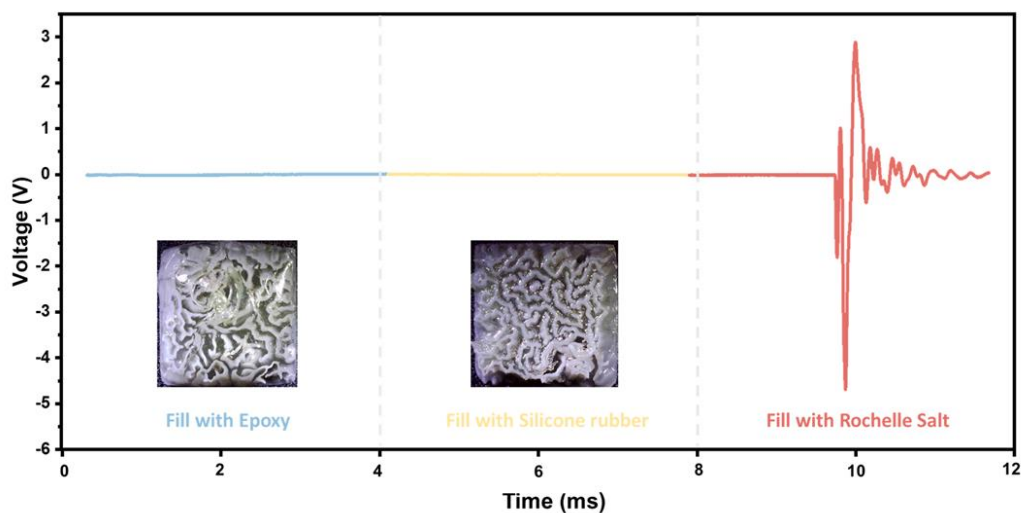 3
2
1
0
-1
-2
-3
-4
-5
-6
Voltage (V)
Fill with Epoxy
Fill with Silicone rubber
Fill with Rochelle Salt
0 2 4 6 8 10 12
Time (ms)